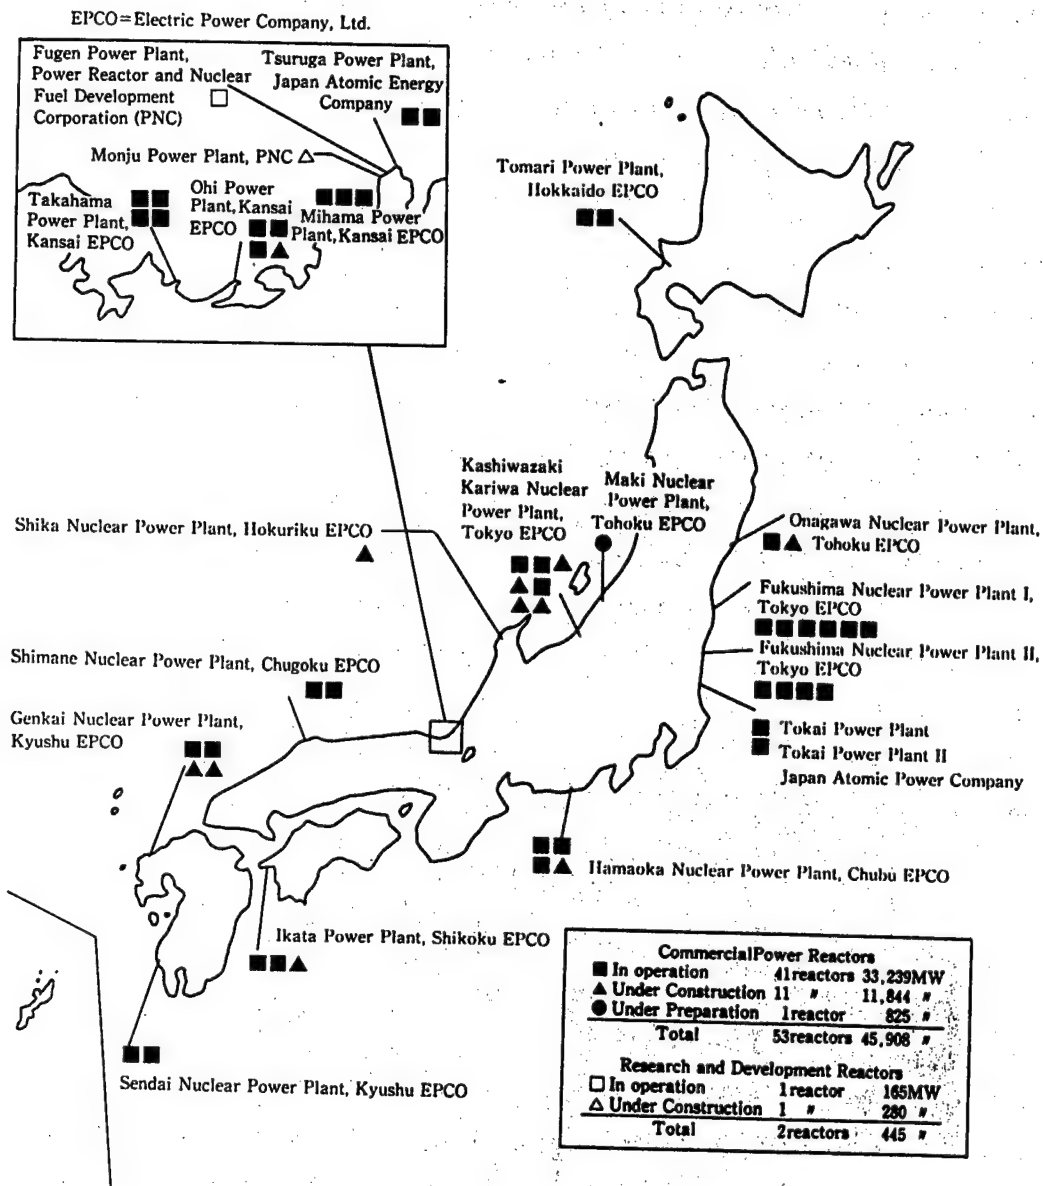 EPCO=Electric Power Company, Ltd.
Fugen Power Plant,
Power Reactor and Nuclear
Fuel Development
Corporation (PNC)
Tsuruga Power Plant,
Japan Atomic Energy
Company
Monju Power Plant, PNC
Takahama
Power Plant,
Kansai EPCO
Ohi Power
Plant, Kansai
EPCO
Mihama Power
Plant, Kansai EPCO
Tomari Power Plant,
Hokkaido EPCO
Kashiwazaki
Kariwa Nuclear
Power Plant,
Tokyo EPCO
Maki Nuclear
Power Plant,
Tohoku EPCO
Shika Nuclear Power Plant, Hokuriku EPCO
Onagawa Nuclear Power Plant,
Tohoku EPCO
Fukushima Nuclear Power Plant I,
Tokyo EPCO
Fukushima Nuclear Power Plant II,
Tokyo EPCO
Shimane Nuclear Power Plant, Chugoku EPCO
Genkai Nuclear Power Plant,
Kyushu EPCO
Tokai Power Plant
Tokai Power Plant II
Japan Atomic Power Company
Hamaoka Nuclear Power Plant, Chubu EPCO
Ikata Power Plant, Shikoku EPCO
Sendai Nuclear Power Plant, Kyushu EPCO
CommercialPower Reactors
■ In operation 41reactors 33,239MW
▲ Under Construction 11 〃 11,844 〃
● Under Preparation 1reactor 825 〃
Total 53reactors 45,908 〃
Research and Development Reactors
□ In operation 1reactor 165MW
△ Under Construction 1 〃 280 〃
Total 2reactors 445 〃